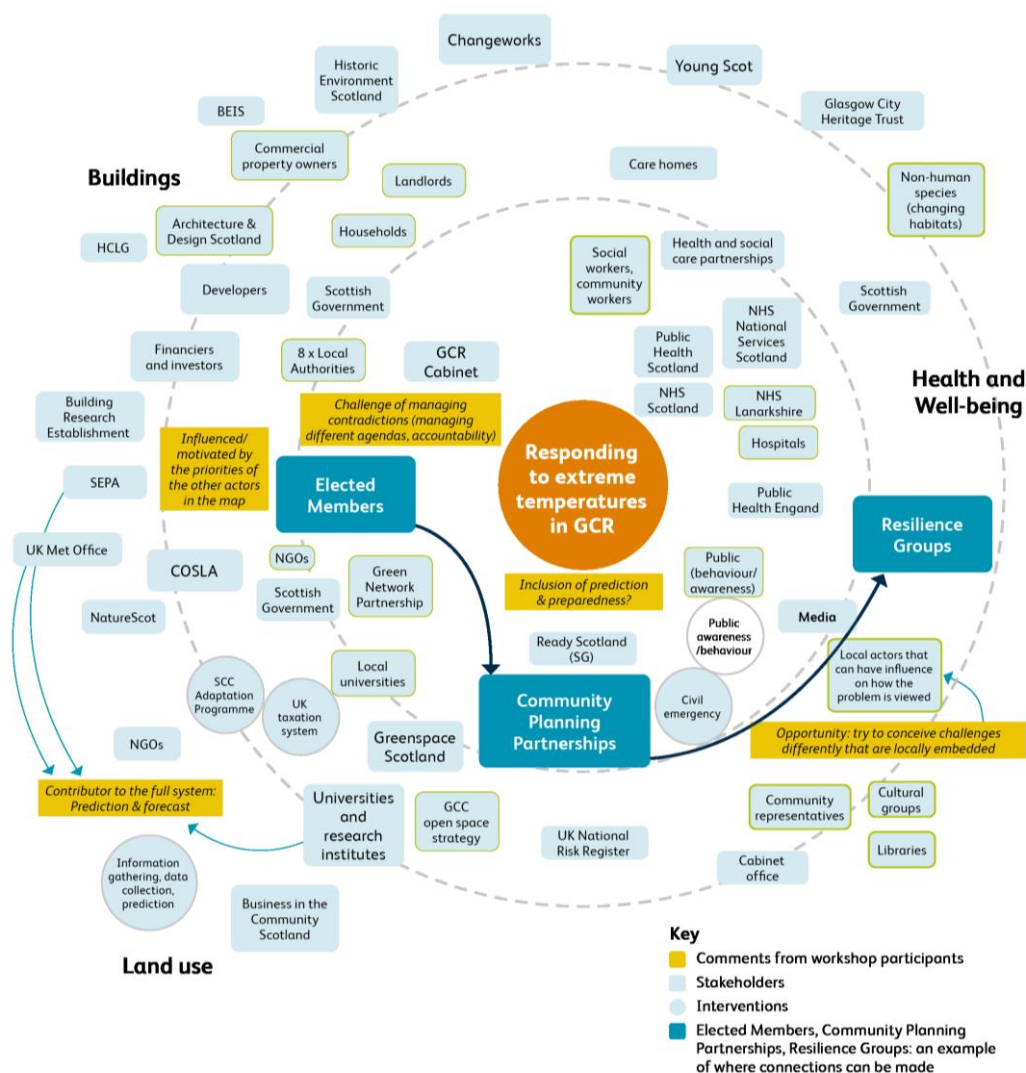 Changeworks
Young Scot
Historic
Environment
Scotland
BEIS
Glasgow City
Heritage Trust
Commercial
property owners
Care homes
Buildings
Landlords
Non-human
species
(changing
habitats)
Architecture &
Design Scotland
Households
HCLG
Social
workers,
community
workers
Health and social
care partnerships
Developers
Scottish
Government
Scottish
Government
NHS
National
Services
Scotland
Public
Health
Scotland
Financiers
and investors
8 x Local
Authorities
GCR
Cabinet
Health and
Well-being
Building
Research
Establishment
Challenge of managing
contradictions (managing
different agendas, accountability)
NHS
Scotland
NHS
Lanarkshire
Hospitals
Influenced/
motivated by
the priorities of
the other actors
in the map
Responding
to extreme
temperatures
in GCR
SEPA
Elected
Members
Public
Health Engand
Resilience
Groups
UK Met Office
COSLA
NGOs
Scottish
Government
Green
Network
Partnership
Inclusion of prediction
& preparedness?
Public
(behaviour/
awareness)
NatureScot
Public
awareness
/behaviour
Media
Ready Scotland
(SG)
Local actors that
can have influence
on how the
problem is viewed
SCC
Adaptation
Programme
Local
universities
UK
taxation
system
Community
Planning
Partnerships
Civil
emergency
NGOs
Greenspace
Scotland
Opportunity: try to conceive challenges
differently that are locally embedded
Contributor to the full system:
Prediction & forecast
Universities
and
research
institutes
GCC
open space
strategy
Community
representatives
Cultural
groups
UK National
Risk Register
Libraries
Cabinet
office
Information
gathering, data
collection,
prediction
Business in the
Community
Scotland
Land use
Key
Comments from workshop participants
Stakeholders
Interventions
Elected Members, Community Planning
Partnerships, Resilience Groups: an example
of where connections can be made